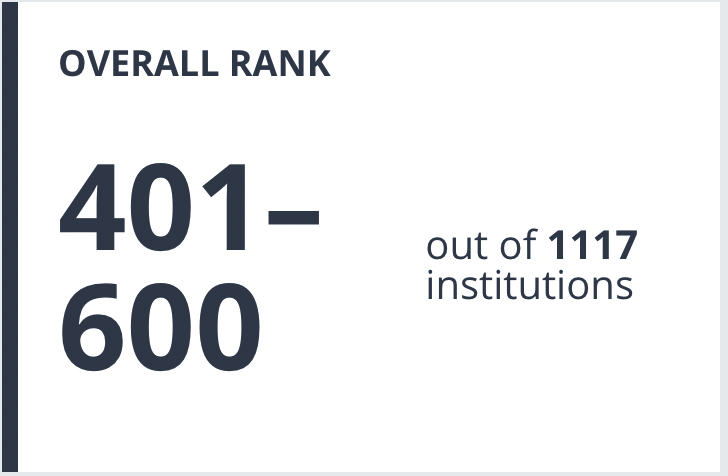 OVERALL RANK
401–
600
out of 1117
institutions